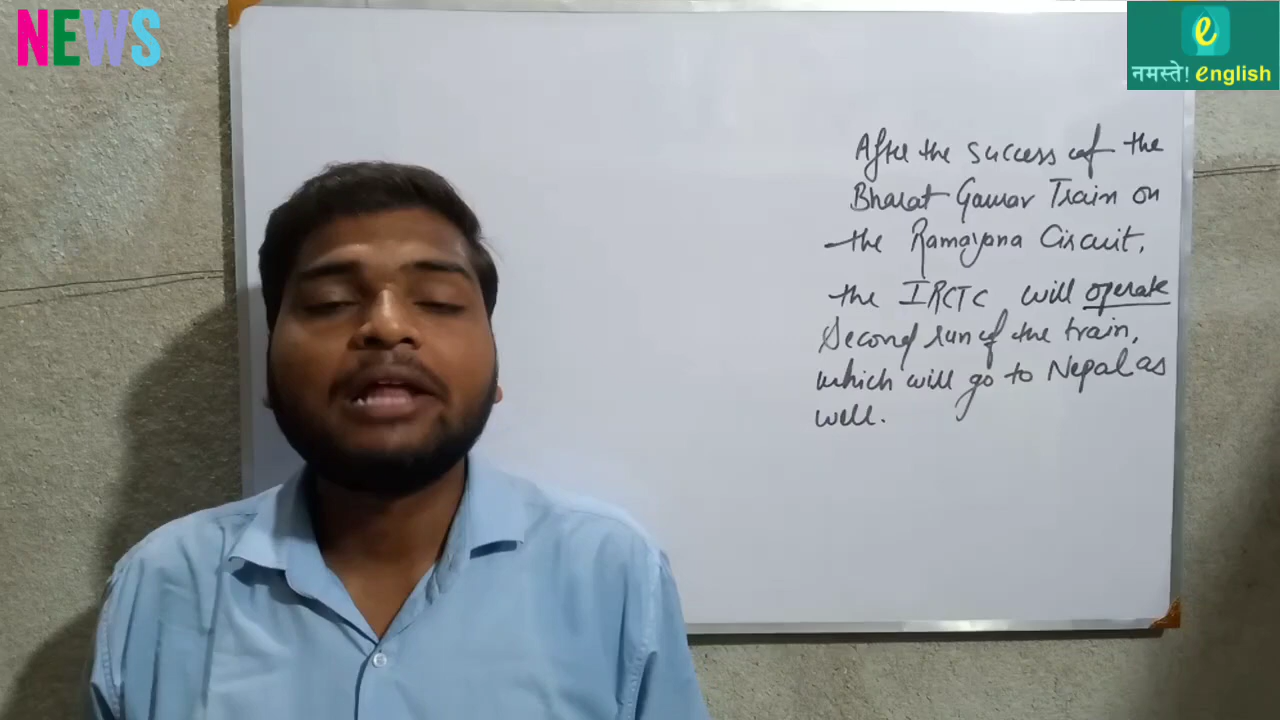 NEWS
e
नमस्ते! english
After the success of the
Bharat Gaurav Train on
the Ramayana Circuit,
the IRCTC will operate
Second run of the train,
which will go to Nepal as
well.